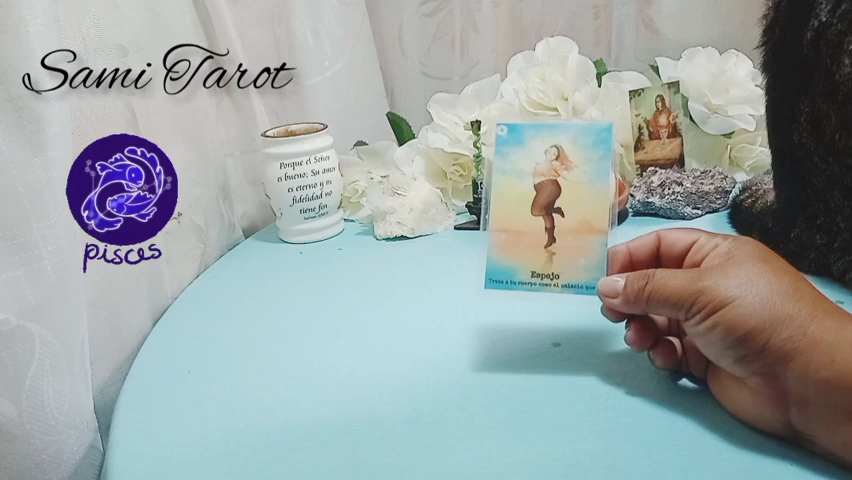 Sami Tarot
pisces
Porque el Señor
es bueno; Su amor
es eterno y su
fidelidad no
tiene fin.
Espejo
Trata a tu cuerpo como el palacio que